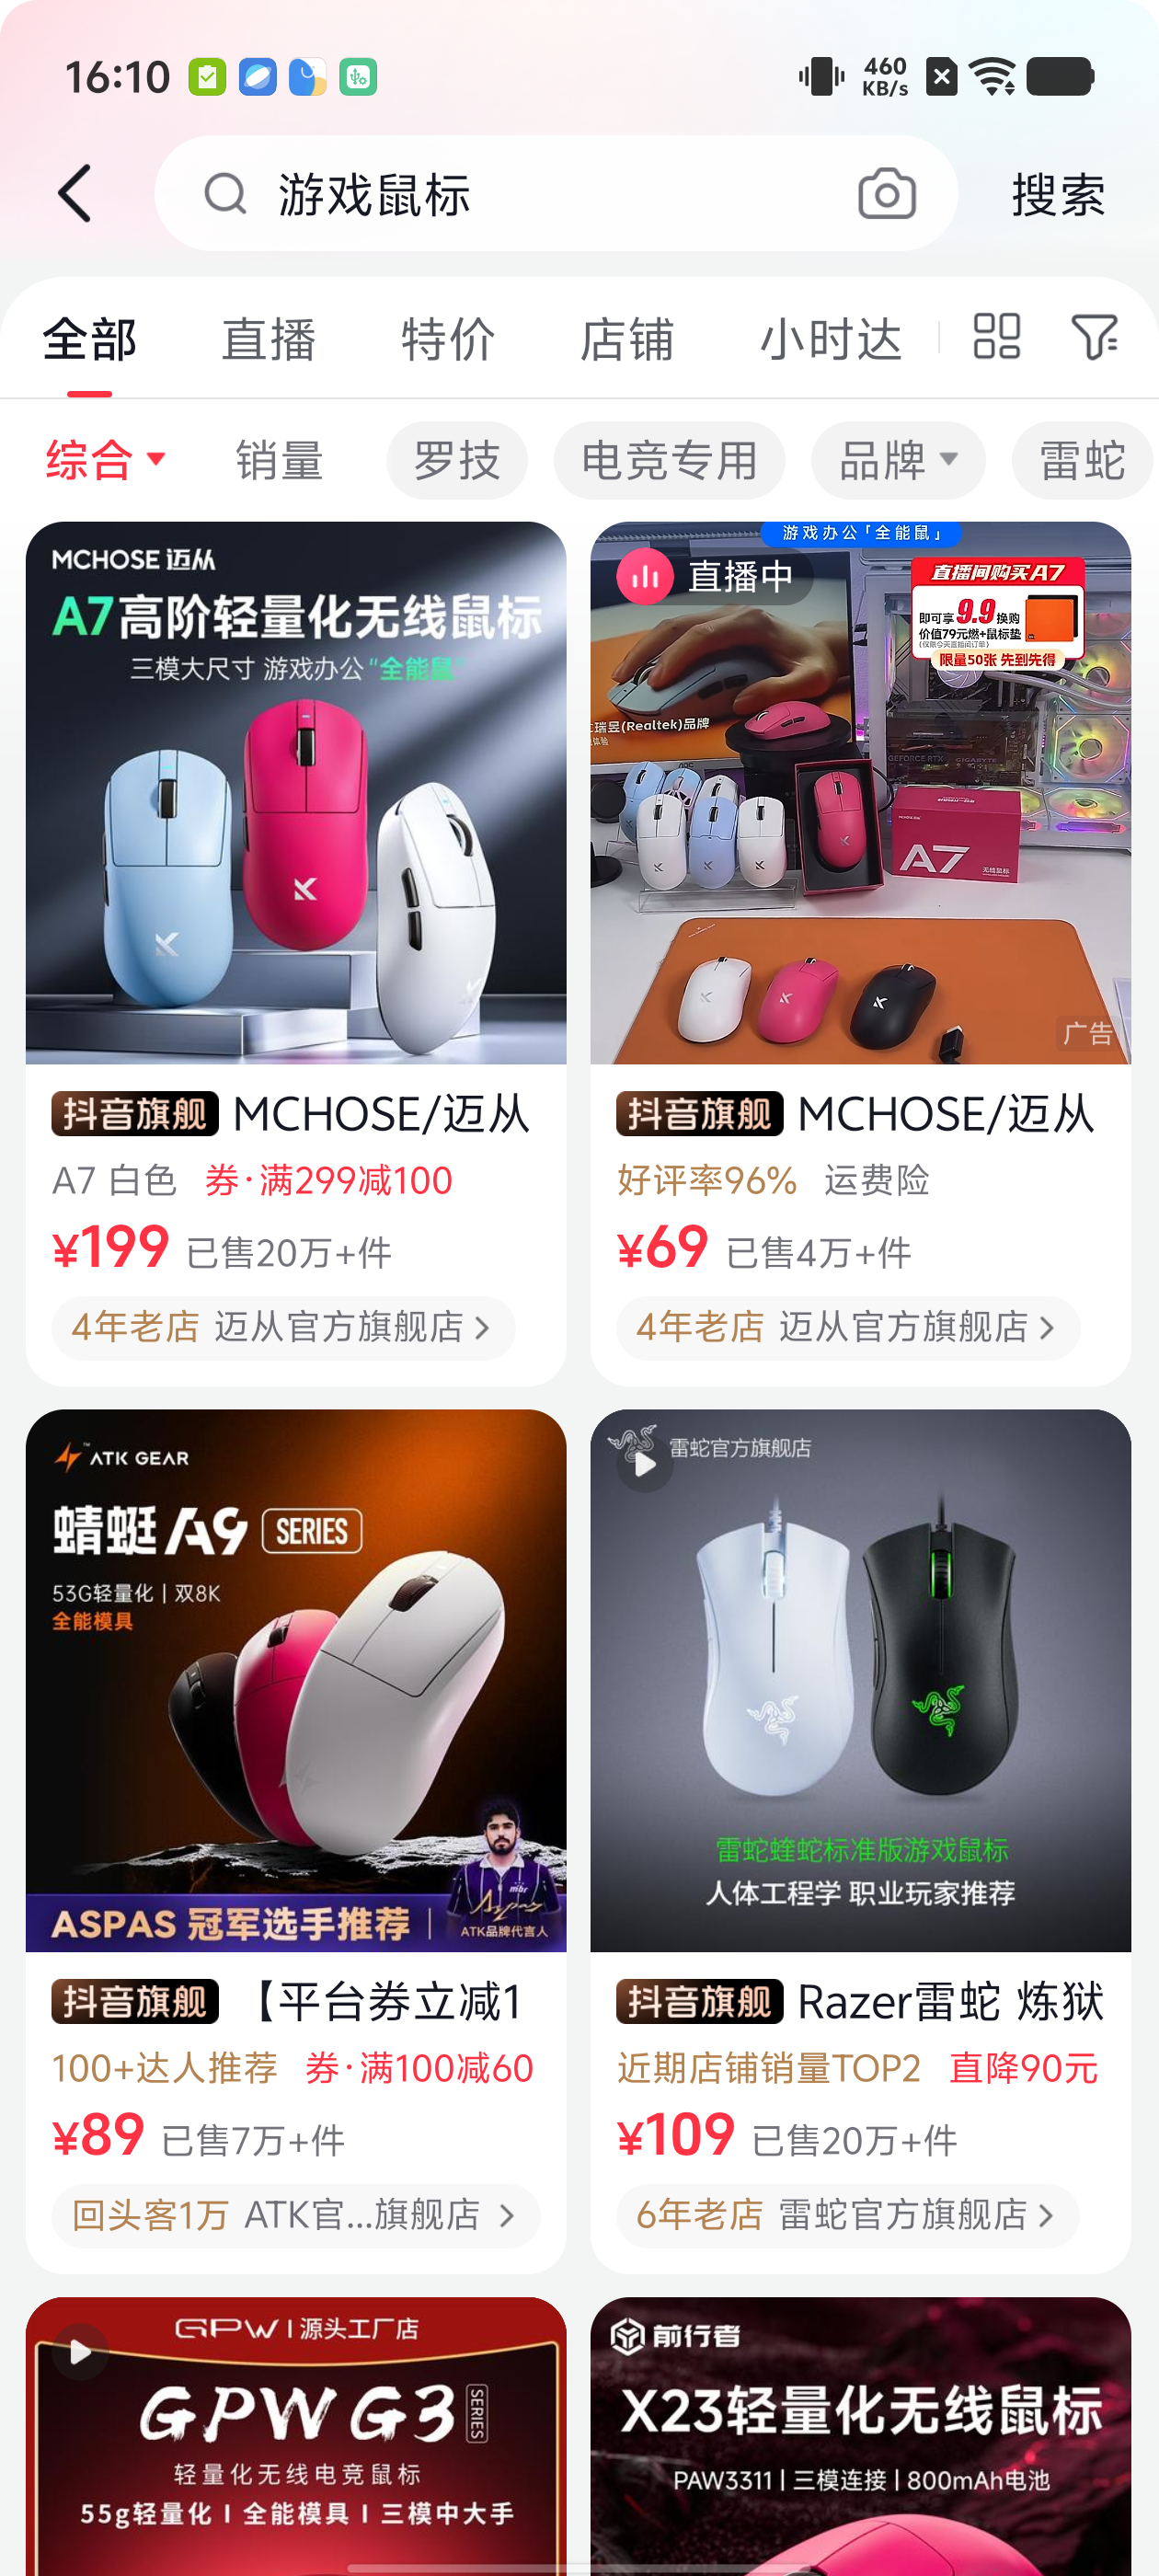 16:10
460
KB/s
游戏鼠标
搜索
全部
直播
特价
店铺
小时达
综合
销量
罗技
电竞专用
品牌
雷蛇
MCHOSE 迈从
A7高阶轻量化无线鼠标
三模大尺寸 游戏办公“全能鼠”
抖音旗舰 MCHOSE/迈从
A7 白色 券·满299减100
¥199 已售20万+件
4年老店 迈从官方旗舰店
游戏办公「全能鼠」
直播中
直播间购买A7
即可享9.9换购
价值79元燃+鼠标垫
限量50张 先到先得
瑞昱(Realtek)品牌
GEFORCE RTX
GIGABYTE
A7
无线鼠标
广告
抖音旗舰 MCHOSE/迈从
好评率96% 运费险
¥69 已售4万+件
4年老店 迈从官方旗舰店
ATK GEAR
蜻蜓 A9 SERIES
53G轻量化 | 双8K
全能模具
mbr
ASPAS 冠军选手推荐
ATK品牌代言人
抖音旗舰 【平台券立减1
100+达人推荐 券·满100减60
¥89 已售7万+件
回头客1万 ATK官...旗舰店
雷蛇官方旗舰店
雷蛇蝰蛇标准版游戏鼠标
人体工程学 职业玩家推荐
抖音旗舰 Razer雷蛇 炼狱
近期店铺销量TOP2 直降90元
¥109 已售20万+件
6年老店 雷蛇官方旗舰店
GPW | 源头工厂店
GPW G3 SERIES
轻量化无线电竞鼠标
55g轻量化 | 全能模具 | 三模中大手
前行者
X23轻量化无线鼠标
PAW3311 | 三模连接 | 800mAh电池